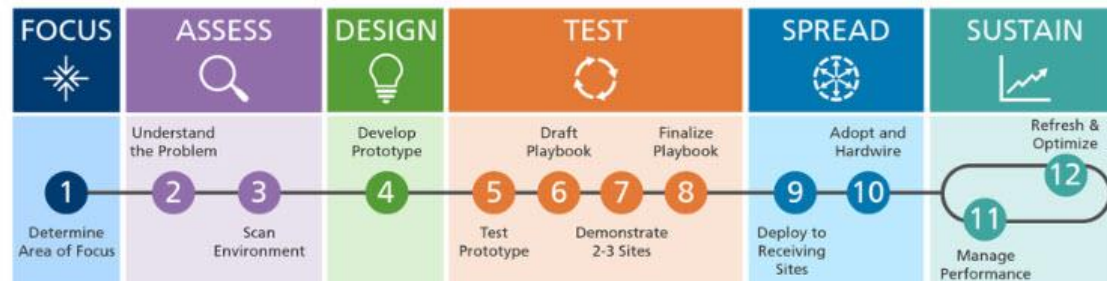 FOCUS
ASSESS
DESIGN
TEST
SPREAD
SUSTAIN
1
Determine
Area of Focus
Understand
the Problem
2
3
Scan
Environment
Develop
Prototype
4
5
Test
Prototype
Draft
Playbook
6
7
Demonstrate
2-3 Sites
Finalize
Playbook
8
9
Deploy to
Receiving
Sites
Adopt and
Hardwire
10
11
Manage
Performance
Refresh &
Optimize
12